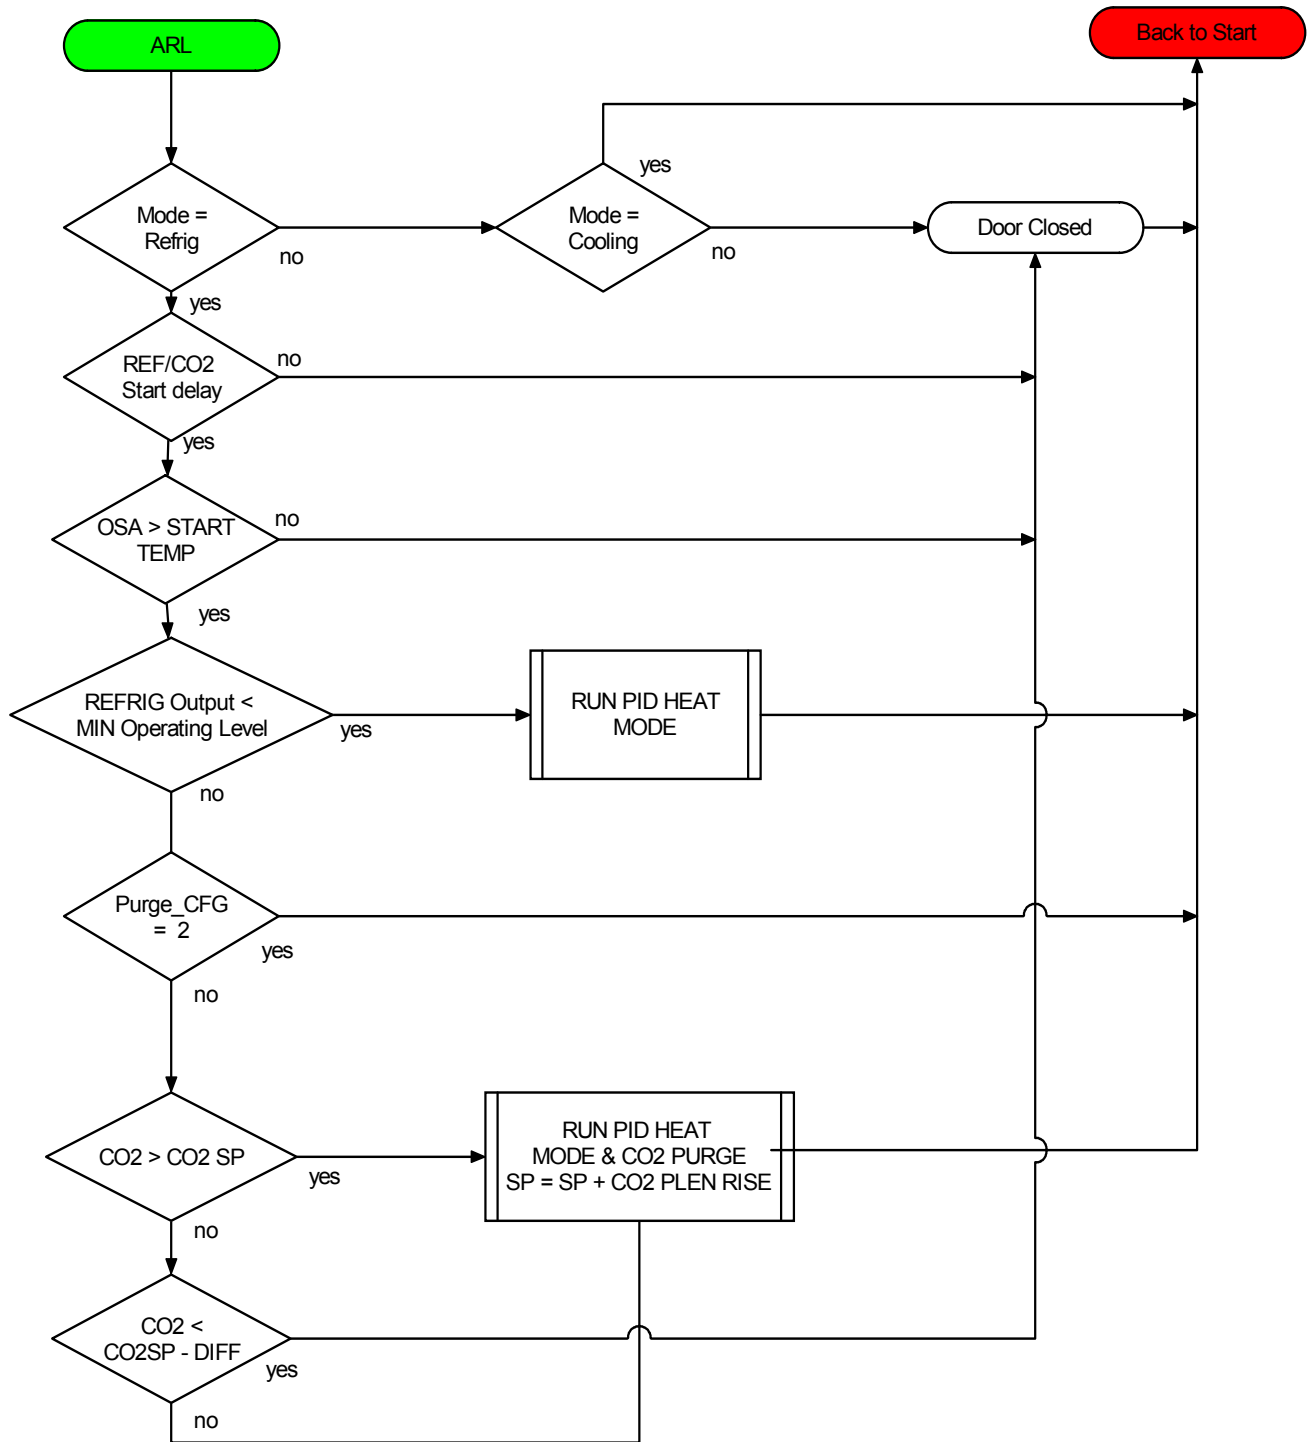 ARL
Back to Start
yes
Mode =
Refrig
no
Mode =
Cooling
no
Door Closed
yes
REF/CO2
Start delay
no
yes
OSA > START
TEMP
no
yes
REFRIG Output <
MIN Operating Level
yes
RUN PID HEAT
MODE
no
Purge_CFG
= 2
yes
no
CO2 > CO2 SP
yes
RUN PID HEAT
MODE & CO2 PURGE
SP = SP + CO2 PLEN RISE
no
CO2 <
CO2SP - DIFF
yes
no